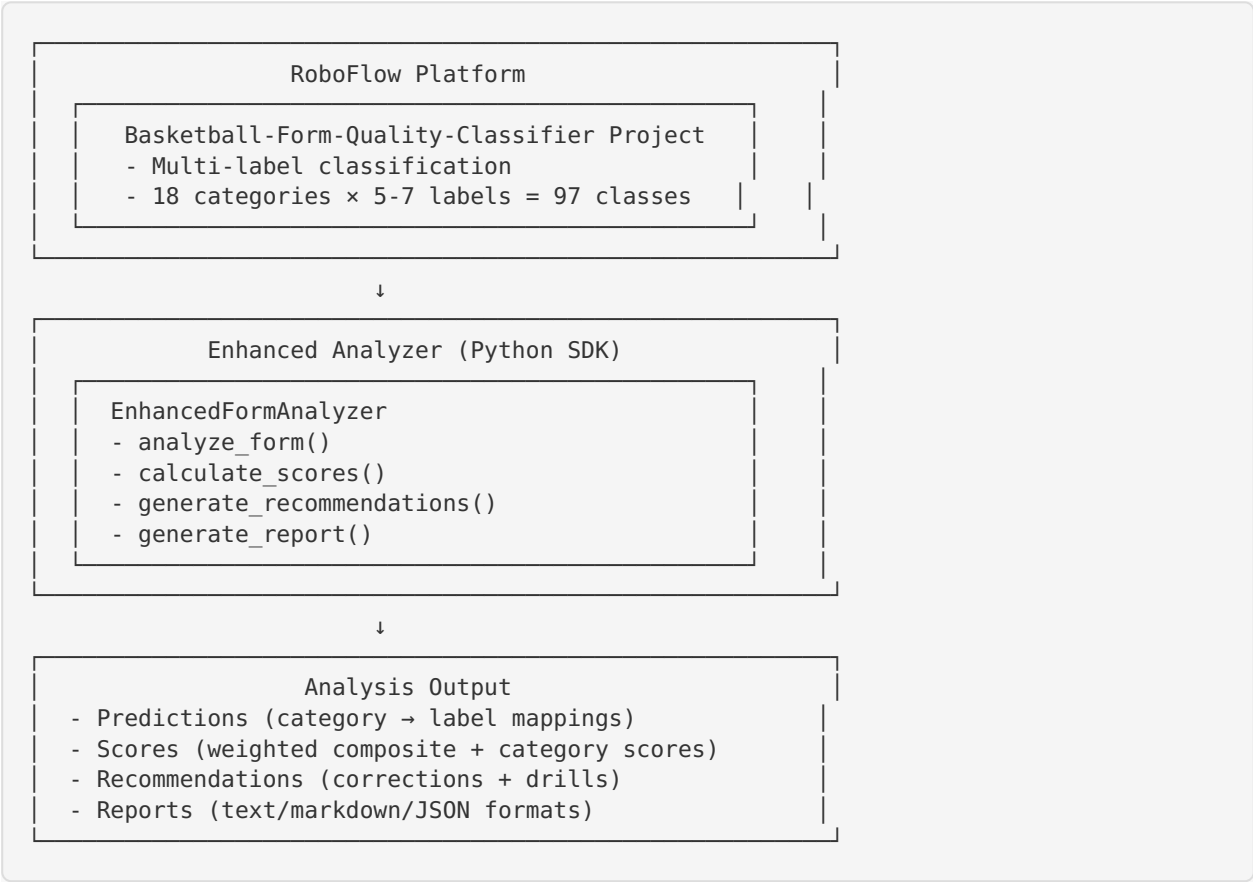 RoboFlow Platform
Basketball-Form-Quality-Classifier Project
- Multi-label classification
- 18 categories × 5-7 labels = 97 classes
↓
Enhanced Analyzer (Python SDK)
EnhancedFormAnalyzer
- analyze_form()
- calculate_scores()
- generate_recommendations()
- generate_report()
↓
Analysis Output
- Predictions (category → label mappings)
- Scores (weighted composite + category scores)
- Recommendations (corrections + drills)
- Reports (text/markdown/JSON formats)